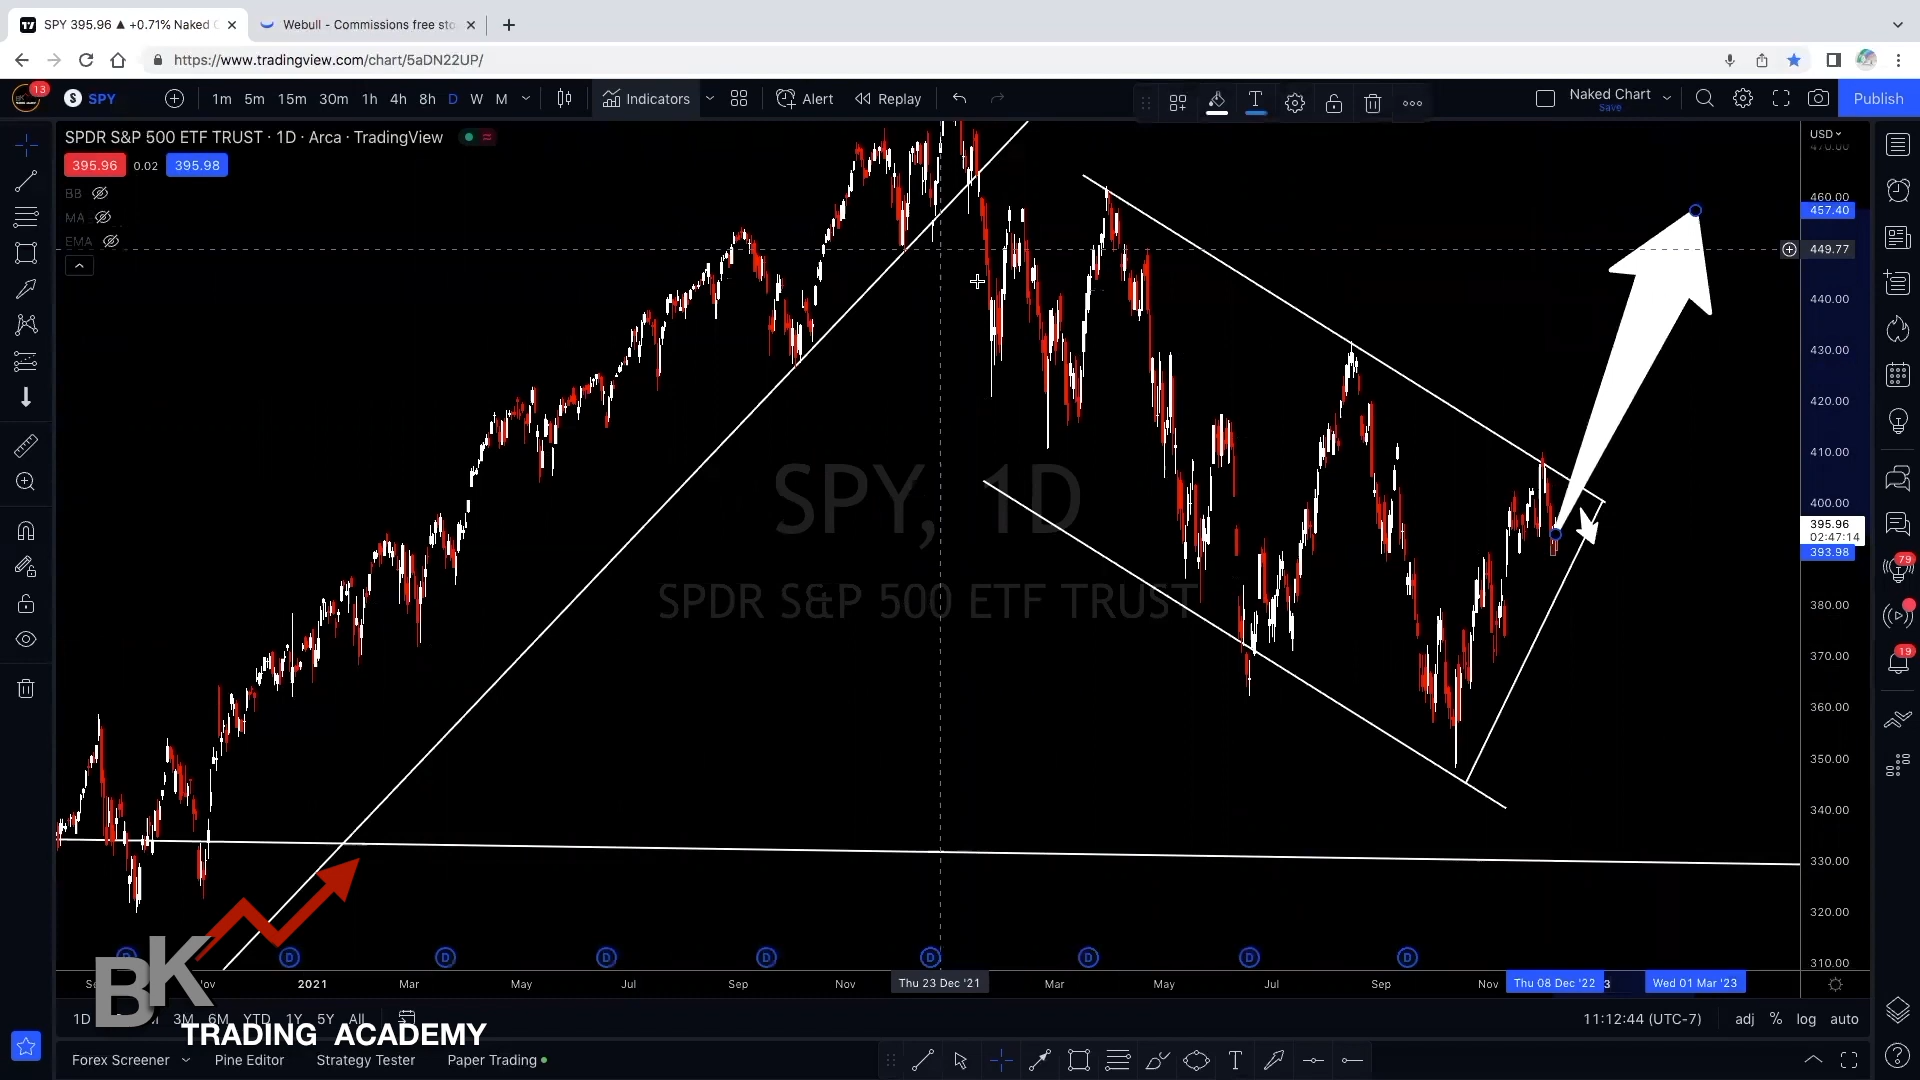 SPY 395.96 ▲ +0.71% Naked C
Webull - Commissions free sto
https://www.tradingview.com/chart/5aDN22UP/
13
S
SPY
1m 5m 15m 30m 1h 4h 8h D W M
Indicators
Alert
Replay
Naked Chart
Save
Publish
SPDR S&P 500 ETF TRUST · 1D · Arca · TradingView
395.96 0.02 395.98
BB
MA
EMA
USD
470.00
460.00
457.40
449.77
440.00
430.00
420.00
410.00
400.00
395.96
02:47:14
393.98
380.00
370.00
360.00
350.00
340.00
330.00
320.00
310.00
SPY, 1D
SPDR S&P 500 ETF TRUST
79
19
D D D D D D D D D
2021 Mar May Jul Sep Nov Thu 23 Dec '21 Mar May Jul Sep Nov Thu 08 Dec '22 3 Wed 01 Mar '23
BK
TRADING ACADEMY
1D 3M 6M YTD 1Y 5Y All
11:12:44 (UTC-7) adj % log auto
Forex Screener Pine Editor Strategy Tester Paper Trading